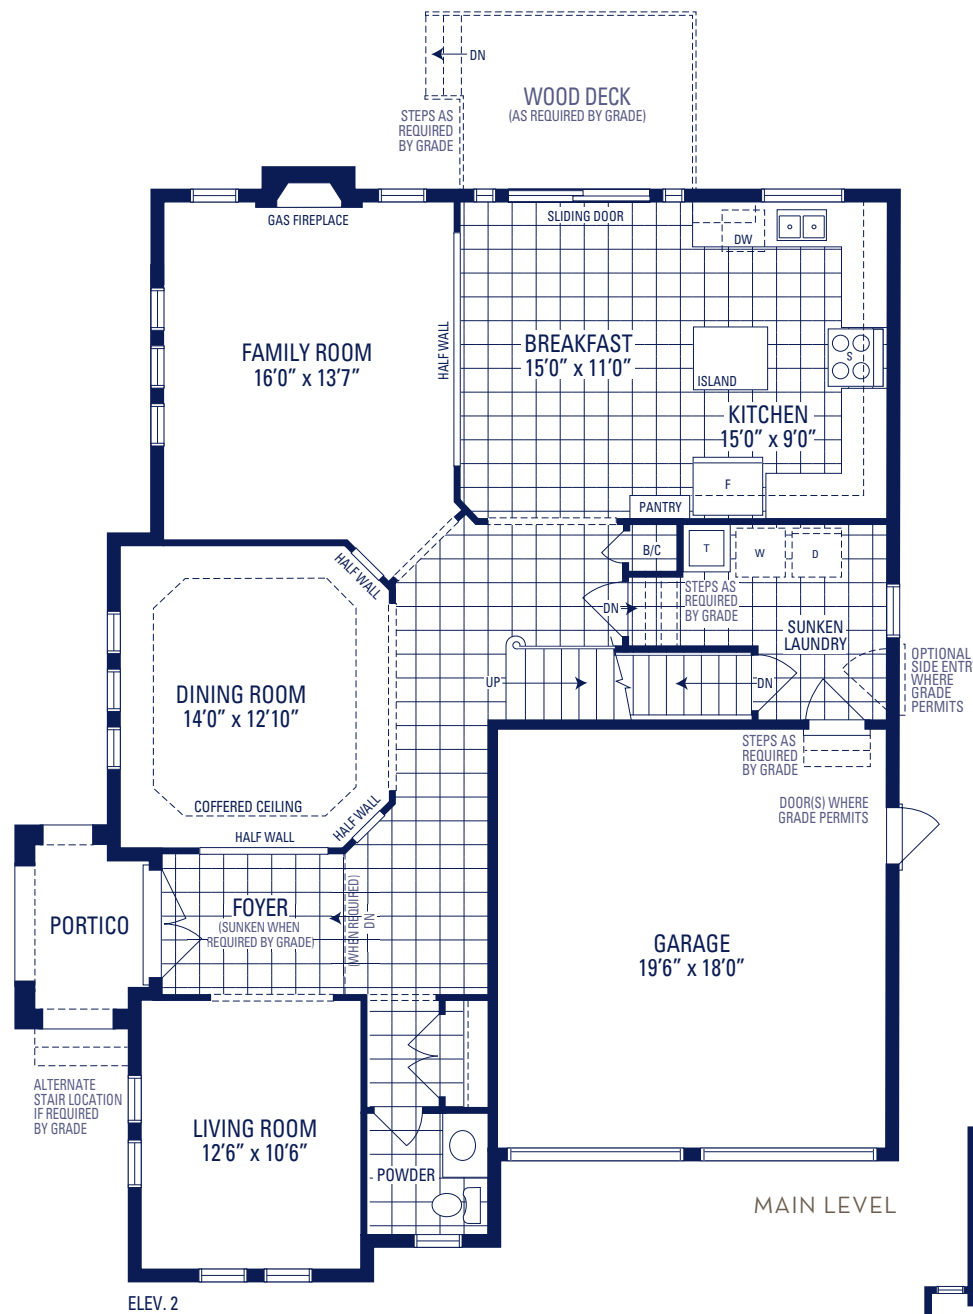 DN
WOOD DECK
(AS REQUIRED BY GRADE)
STEPS AS
REQUIRED
BY GRADE
GAS FIREPLACE
SLIDING DOOR
DW
FAMILY ROOM
16'0" x 13'7"
HALF WALL
BREAKFAST
15'0" x 11'0"
ISLAND
S
KITCHEN
15'0" x 9'0"
F
PANTRY
B/C
T
W
D
HALF WALL
DN
STEPS AS
REQUIRED
BY GRADE
SUNKEN
LAUNDRY
OPTIONAL
SIDE ENTR
WHERE
GRADE
PERMITS
UP
DN
DINING ROOM
14'0" x 12'10"
COFFERED CEILING
HALF WALL
HALF WALL
STEPS AS
REQUIRED
BY GRADE
DOOR(S) WHERE
GRADE PERMITS
PORTICO
FOYER
(SUNKEN WHEN
REQUIRED BY GRADE)
(WHEN REQUIRED)
DN
GARAGE
19'6" x 18'0"
ALTERNATE
STAIR LOCATION
IF REQUIRED
BY GRADE
LIVING ROOM
12'6" x 10'6"
POWDER
MAIN LEVEL
ELEV. 2